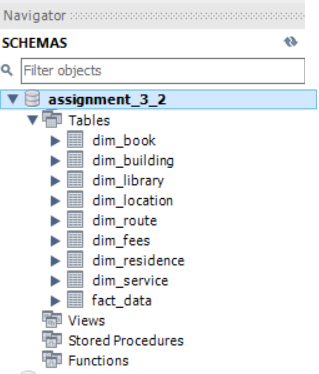 Navigator
SCHEMAS
Filter objects
assignment_3_2
Tables
dim_book
dim_building
dim_library
dim_location
dim_route
dim_fees
dim_residence
dim_service
fact_data
Views
Stored Procedures
Functions